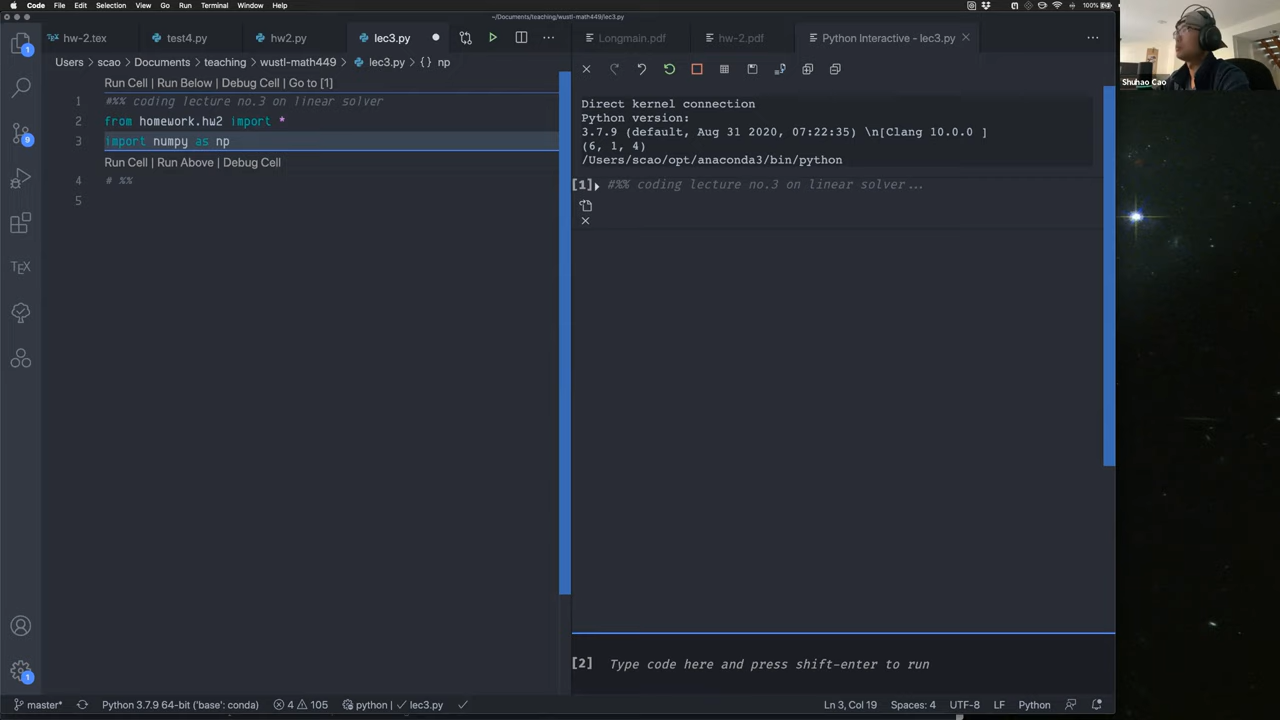 Code File Edit Selection View Go Run Terminal Window Help 100%
~/Documents/teaching/wustl-math449/lec3.py
Shuhao Cao
hw-2.tex test4.py hw2.py lec3.py
Users > scao > Documents > teaching > wustl-math449 > lec3.py > {} np
Run Cell | Run Below | Debug Cell | Go to [1]
1 #%% coding lecture no.3 on linear solver
2 from homework.hw2 import *
3 import numpy as np
Run Cell | Run Above | Debug Cell
4 # %%
5
1
9
TEX
1
Longmain.pdf hw-2.pdf Python Interactive - lec3.py
Direct kernel connection
Python version:
3.7.9 (default, Aug 31 2020, 07:22:35) \n[Clang 10.0.0 ]
(6, 1, 4)
/Users/scao/opt/anaconda3/bin/python
[1] #%% coding lecture no.3 on linear solver...
[2] Type code here and press shift-enter to run
master* Python 3.7.9 64-bit ('base': conda) 4 105 python lec3.py Ln 3, Col 19 Spaces: 4 UTF-8 LF Python